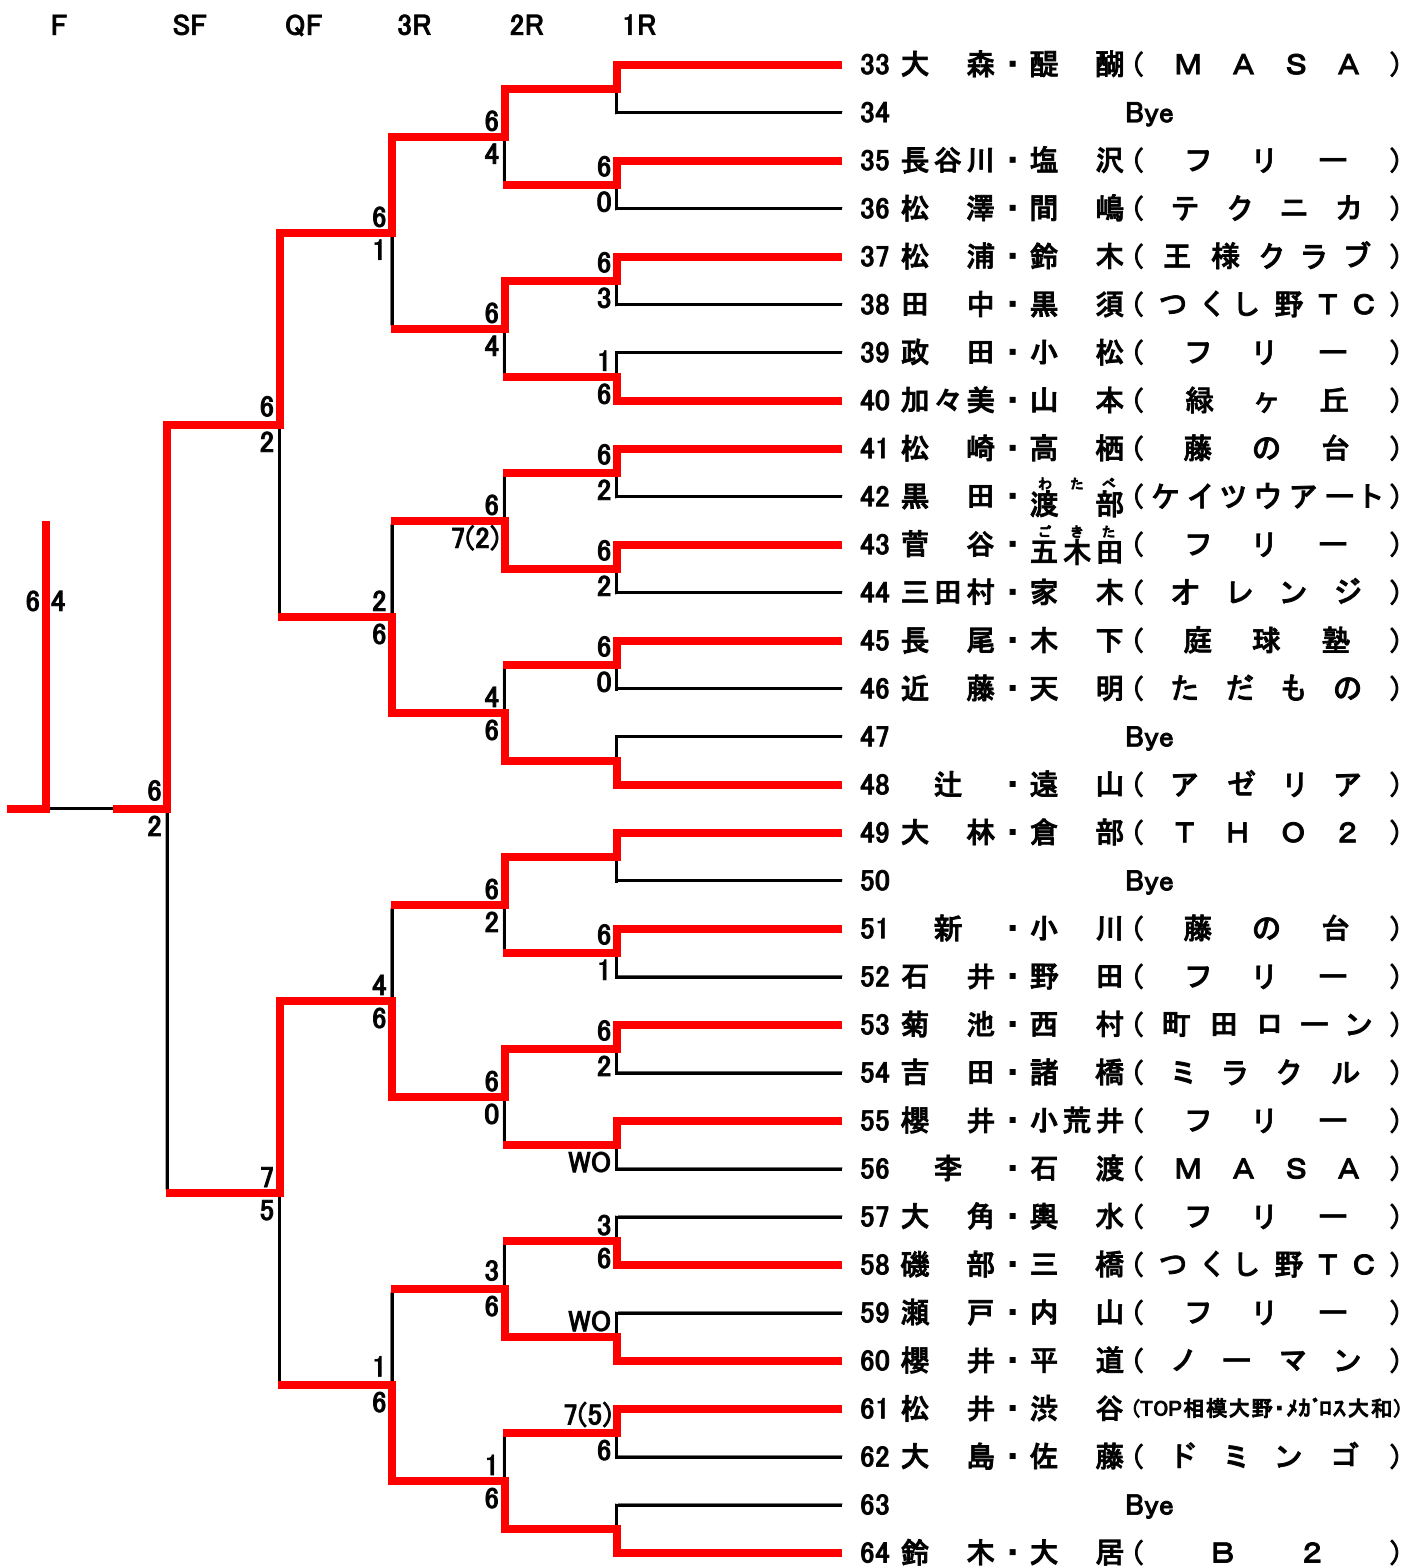 F SF QF 3R 2R 1R
33 大 森・醍 醐( M A S A )
34 Bye
6
4
35 長谷川・塩 沢( フ リ ー )
6
0
36 松 澤・間 嶋( テ ク ニ カ )
6
1
37 松 浦・鈴 木( 王 様 ク ラ ブ )
6
3
38 田 中・黒 須( つ く し 野 T C )
6
4
39 政 田・小 松( フ リ ー )
1
6
40 加々美・山 本( 緑 ヶ 丘 )
6
2
41 松 崎・高 栖( 藤 の 台 )
6
2
わ た べ
42 黒 田・渡 部(ケイツウアート)
6
7(2)
ご き た
43 菅 谷・五木田( フ リ ー )
6
2
44 三田村・家 木( オ レ ン ジ )
6 4
2
6
45 長 尾・木 下( 庭 球 塾 )
6
0
46 近 藤・天 明( た だ も の )
4
6
47 Bye
48 辻 ・遠 山( ア ゼ リ ア )
6
2
49 大 林・倉 部( T H O 2 )
50 Bye
6
2
51 新 ・小 川( 藤 の 台 )
6
1
52 石 井・野 田( フ リ ー )
4
6
53 菊 池・西 村( 町 田 ロ ー ン )
6
2
54 吉 田・諸 橋( ミ ラ ク ル )
6
0
55 櫻 井・小荒井( フ リ ー )
WO
56 李 ・石 渡( M A S A )
7
5
57 大 角・輿 水( フ リ ー )
3
6
58 磯 部・三 橋( つ く し 野 T C )
3
6
59 瀬 戸・内 山( フ リ ー )
WO
60 櫻 井・平 道( ノ ー マ ン )
1
6
61 松 井・渋 谷(TOP相模大野・メガロス大和)
7(5)
6
62 大 島・佐 藤( ド ミ ン ゴ )
1
6
63 Bye
64 鈴 木・大 居( B 2 )